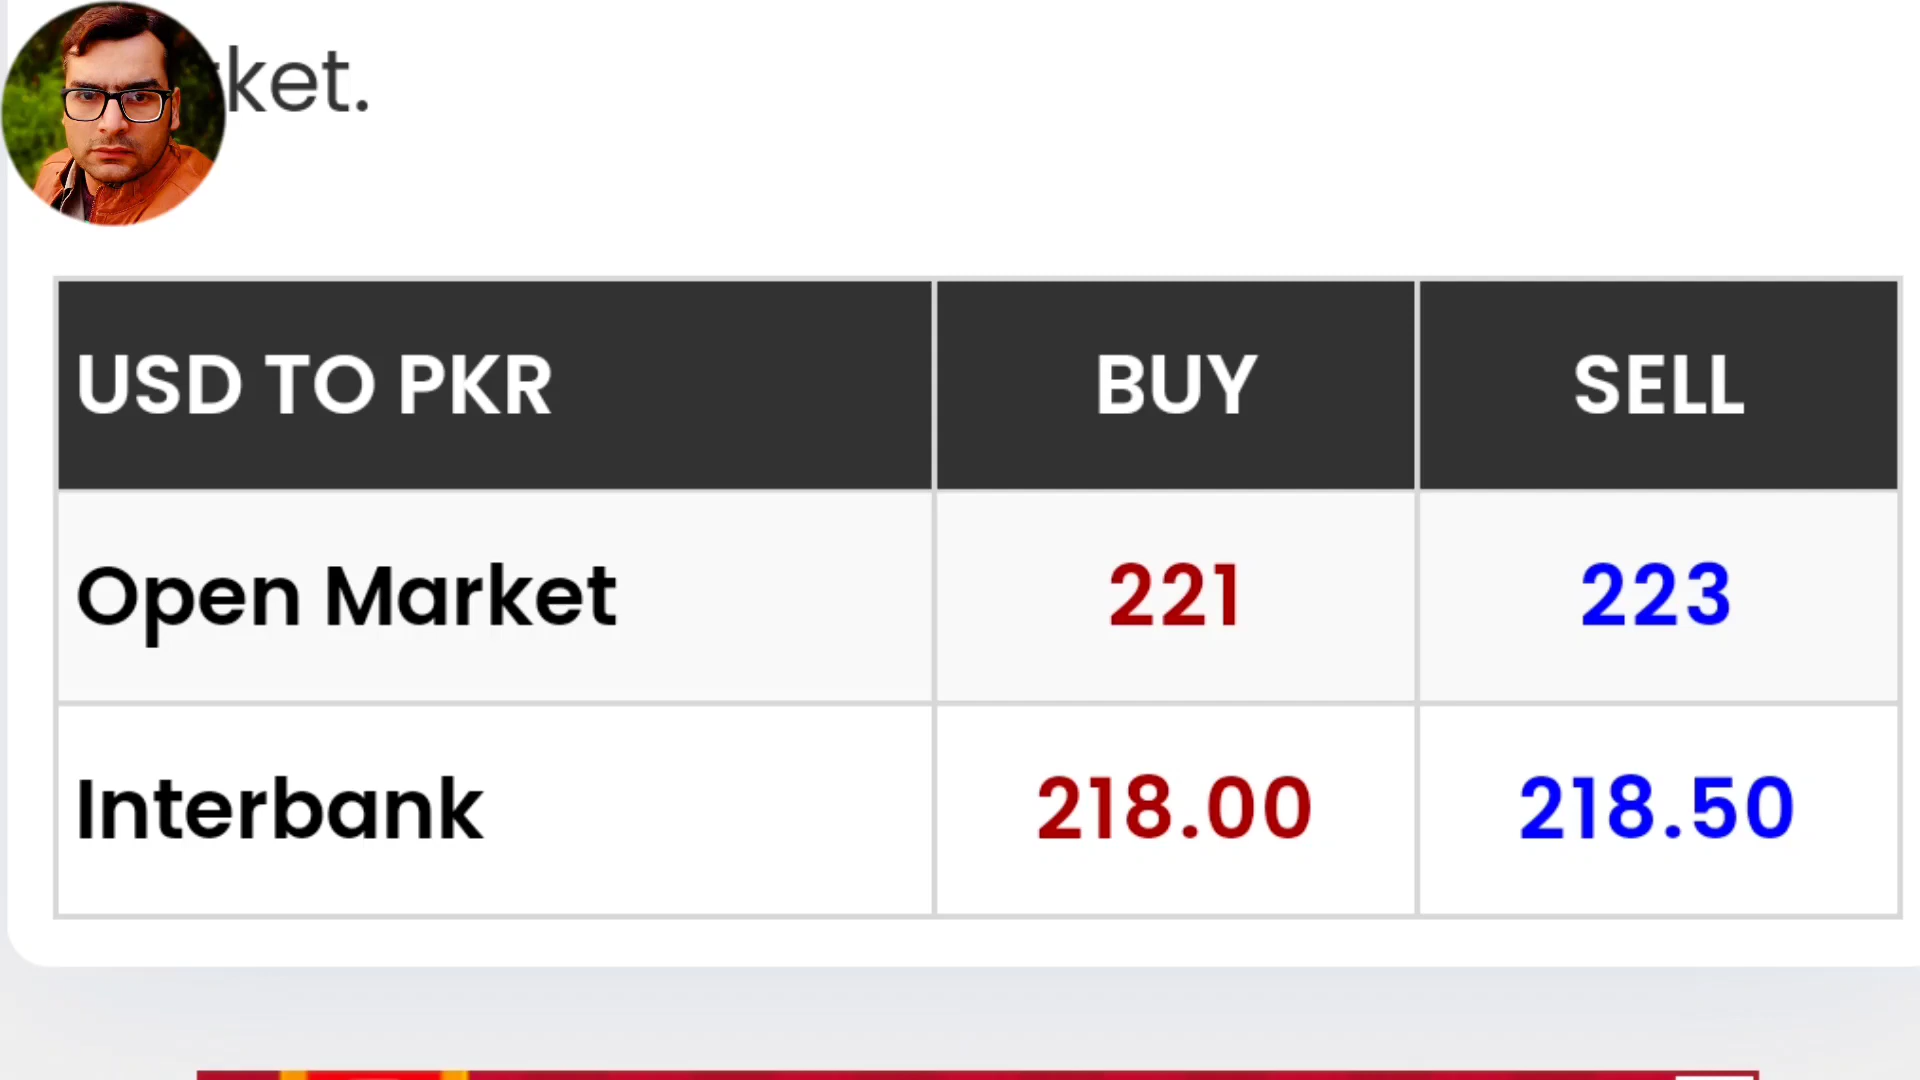 ket.
USD TO PKR BUY SELL
Open Market 221 223
Interbank 218.00 218.50